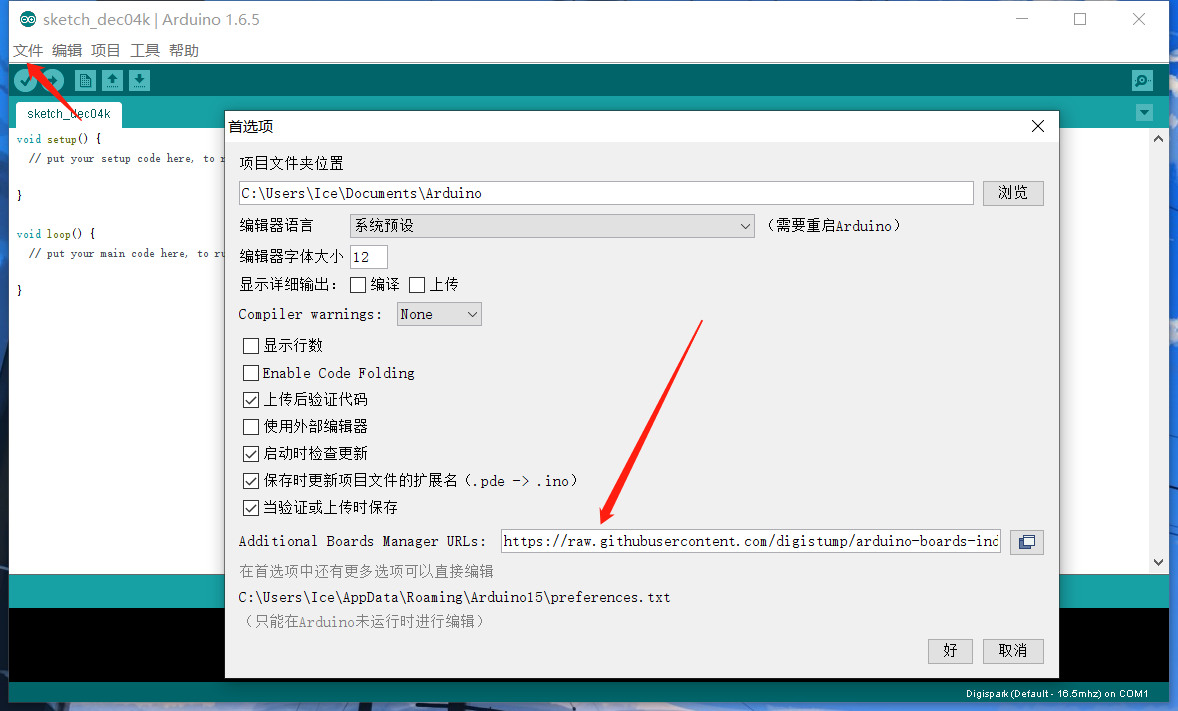 sketch_dec04k | Arduino 1.6.5
文件 编辑 项目 工具 帮助
sketch_dec04k
void setup() {
// put your setup code here, to r
}
void loop() {
// put your main code here, to ru
}
首选项
项目文件夹位置
C:\Users\Ice\Documents\Arduino 浏览
编辑器语言 系统预设 （需要重启Arduino）
编辑器字体大小 12
显示详细输出： 编译 上传
Compiler warnings: None
显示行数
Enable Code Folding
上传后验证代码
使用外部编辑器
启动时检查更新
保存时更新项目文件的扩展名（.pde -> .ino）
当验证或上传时保存
Additional Boards Manager URLs: https://raw.githubusercontent.com/digistump/arduino-boards-ind
在首选项中还有更多选项可以直接编辑
C:\Users\Ice\AppData\Roaming\Arduino15\preferences.txt
（只能在Arduino未运行时进行编辑）
好 取消
Digispark (Default - 16.5mhz) on COM1